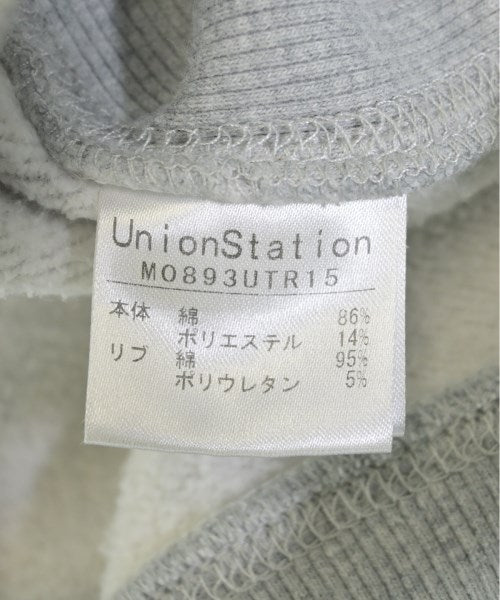 UnionStation
M0893UTR15
本体 綿 86%
ポリエステル 14%
リブ 綿 95%
ポリウレタン 5%